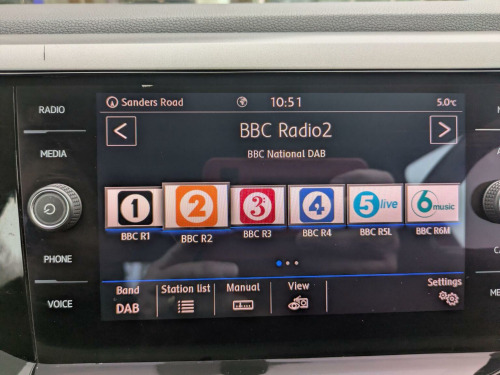 RADIO
MEDIA
PHONE
VOICE
Sanders Road 10:51 5.0°C
< BBC Radio2 >
BBC National DAB
1 2 3 4 5 live 6 music
BBC R1 BBC R2 BBC R3 BBC R4 BBC R5L BBC R6M
Band Station list Manual View Settings
DAB